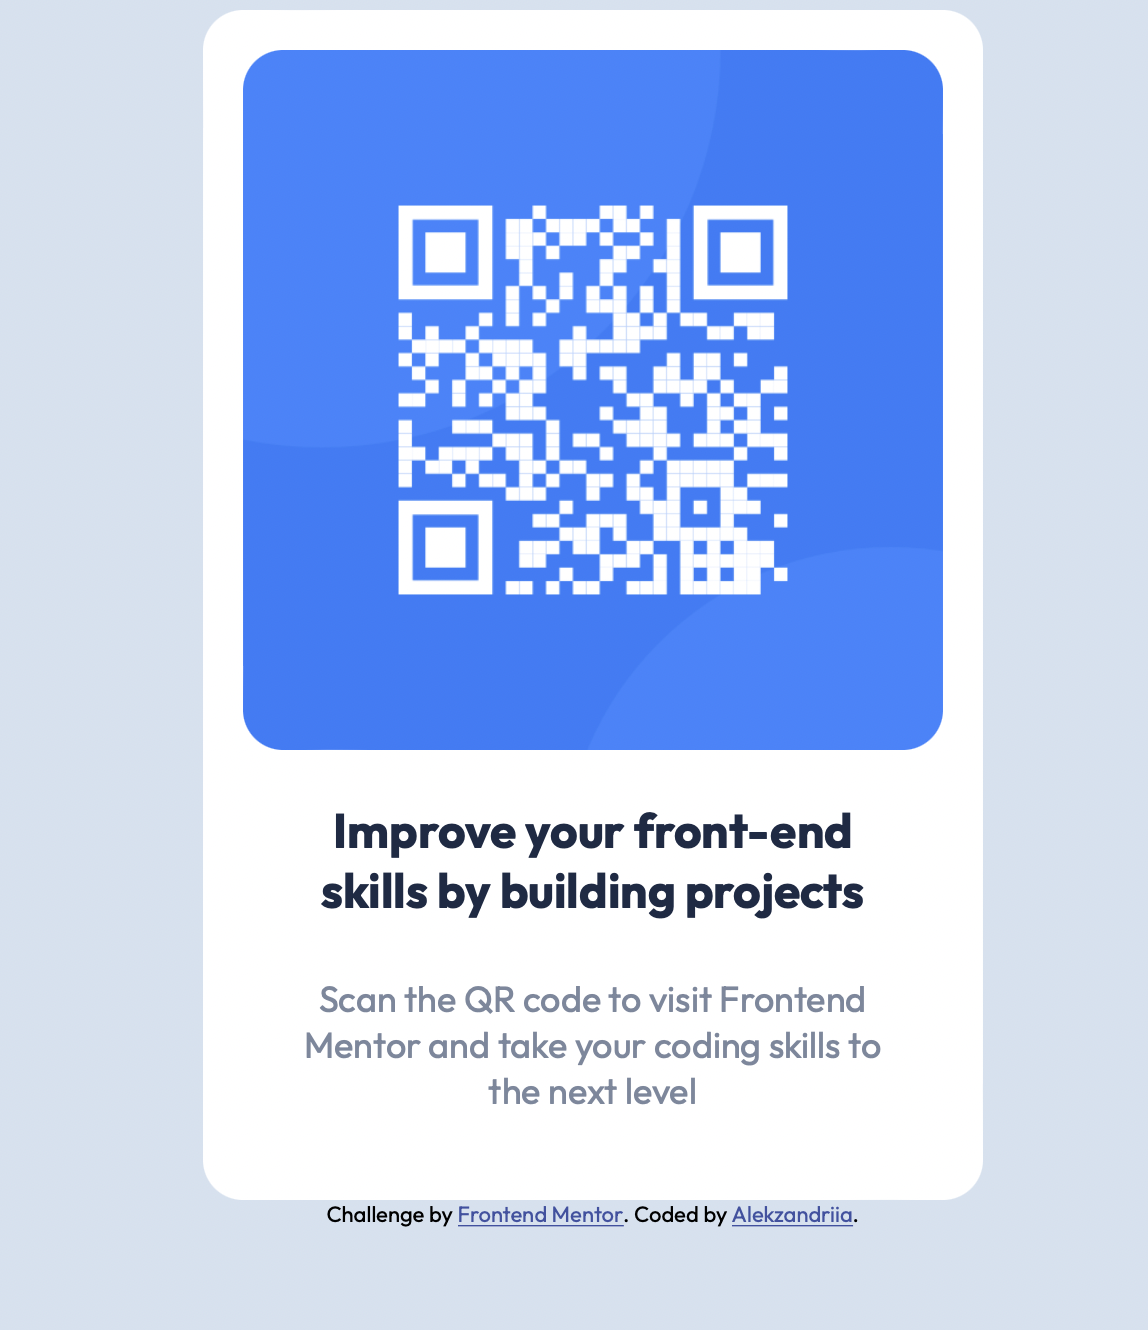 Improve your front-end
skills by building projects
Scan the QR code to visit Frontend
Mentor and take your coding skills to
the next level
Challenge by Frontend Mentor. Coded by Alekzandriia.